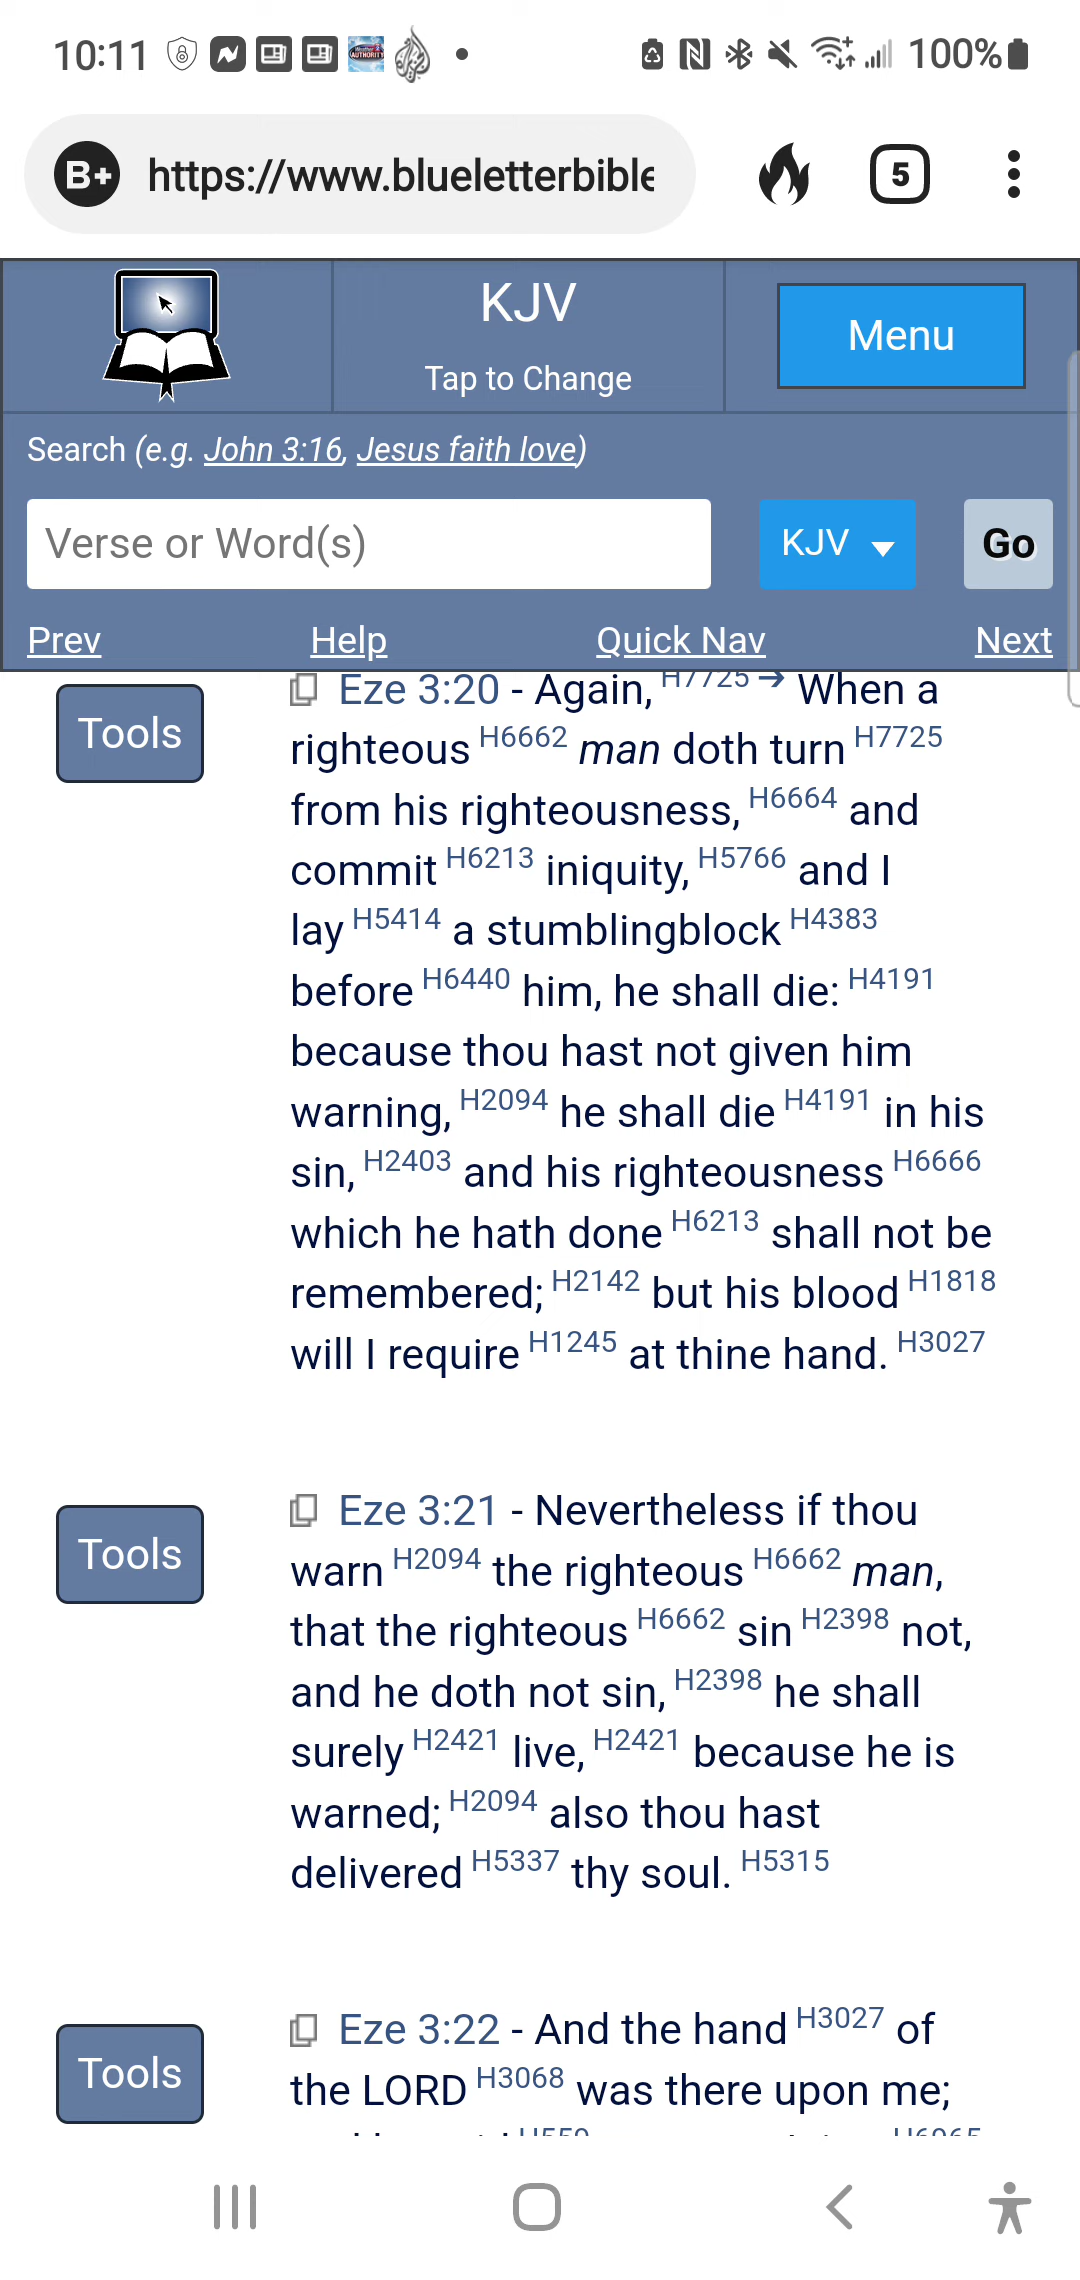 10:11 100%
B+ https://www.blueletterbible 5
KJV
Tap to Change
Menu
Search (e.g. John 3:16, Jesus faith love)
Verse or Word(s) KJV Go
Prev Help Quick Nav Next
Tools
Eze 3:20 - Again, H7725 → When a
righteous H6662 man doth turn H7725
from his righteousness, H6664 and
commit H6213 iniquity, H5766 and I
lay H5414 a stumblingblock H4383
before H6440 him, he shall die: H4191
because thou hast not given him
warning, H2094 he shall die H4191 in his
sin, H2403 and his righteousness H6666
which he hath done H6213 shall not be
remembered; H2142 but his blood H1818
will I require H1245 at thine hand. H3027
Tools
Eze 3:21 - Nevertheless if thou
warn H2094 the righteous H6662 man,
that the righteous H6662 sin H2398 not,
and he doth not sin, H2398 he shall
surely H2421 live, H2421 because he is
warned; H2094 also thou hast
delivered H5337 thy soul. H5315
Tools
Eze 3:22 - And the hand H3027 of
the LORD H3068 was there upon me;
H559